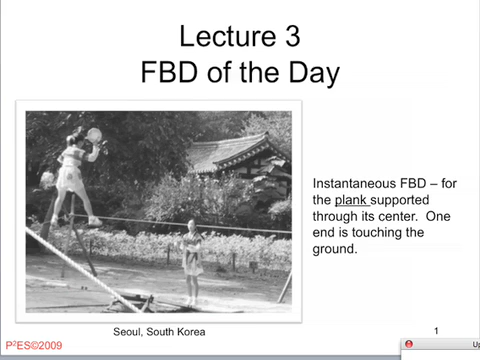 Lecture 3
FBD of the Day
Instantaneous FBD – for
the plank supported
through its center.  One
end is touching the
ground.
Seoul, South Korea
1
P²ES©2009
Up